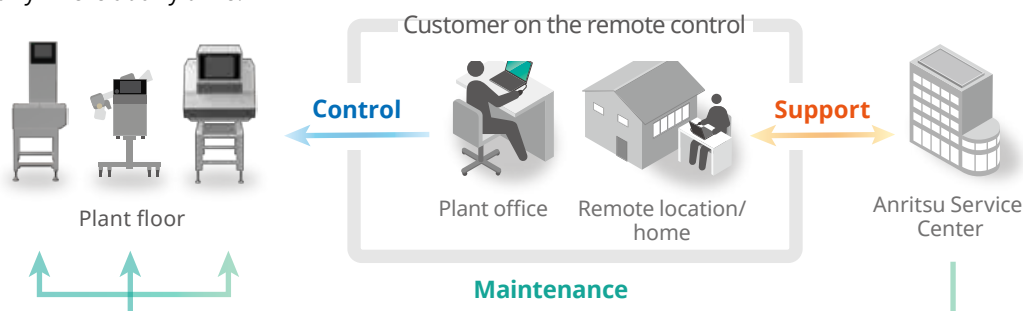 Customer on the remote control
Control
Support
Plant floor
Plant office
Remote location/
home
Anritsu Service
Center
Maintenance